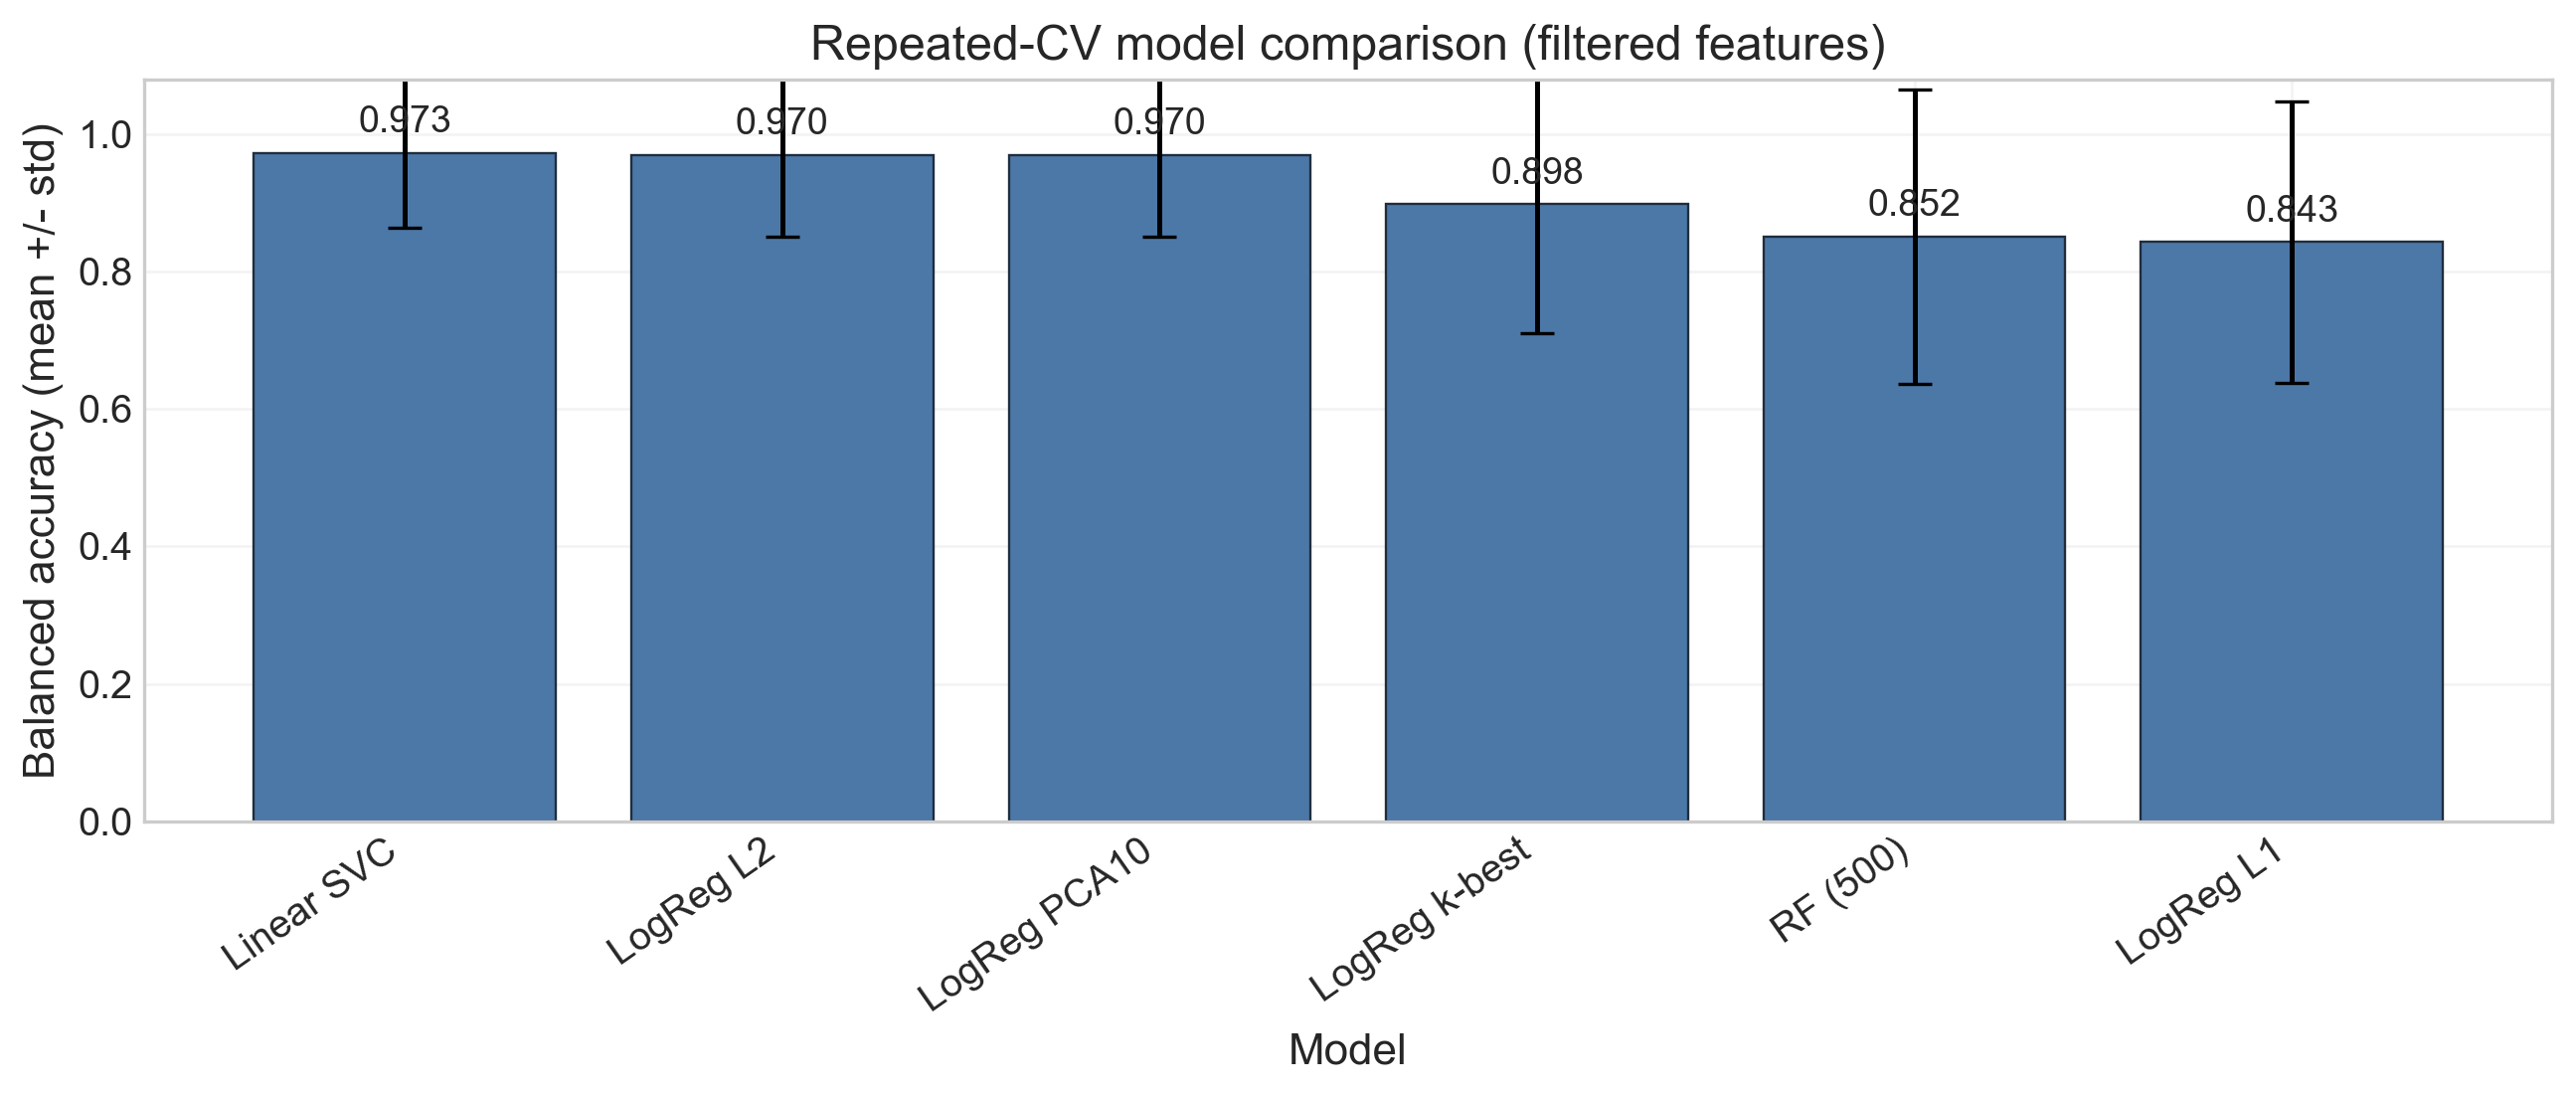 Repeated-CV model comparison (filtered features)
Balanced accuracy (mean +/- std)
1.0
0.8
0.6
0.4
0.2
0.0
0.973
0.970
0.970
0.898
0.852
0.843
Linear SVC
LogReg L2
LogReg PCA10
LogReg k-best
RF (500)
LogReg L1
Model